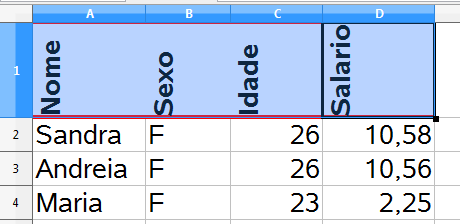 A B C D
1 Nome Sexo Idade Salario
2 Sandra F 26 10,58
3 Andreia F 26 10,56
4 Maria F 23 2,25